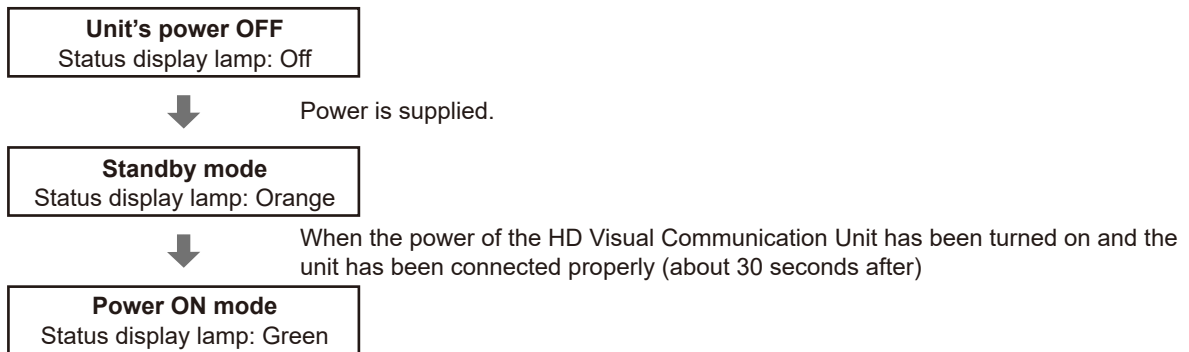 Unit's power OFF
Status display lamp: Off
Power is supplied.
Standby mode
Status display lamp: Orange
When the power of the HD Visual Communication Unit has been turned on and the
unit has been connected properly (about 30 seconds after)
Power ON mode
Status display lamp: Green